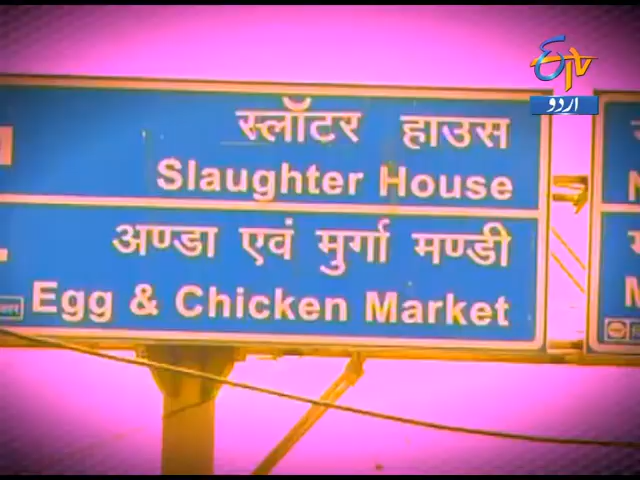 ETV
اردو
स्लॉटर हाउस
Slaughter House
अण्डा एवं मुर्गा मण्डी
Egg & Chicken Market